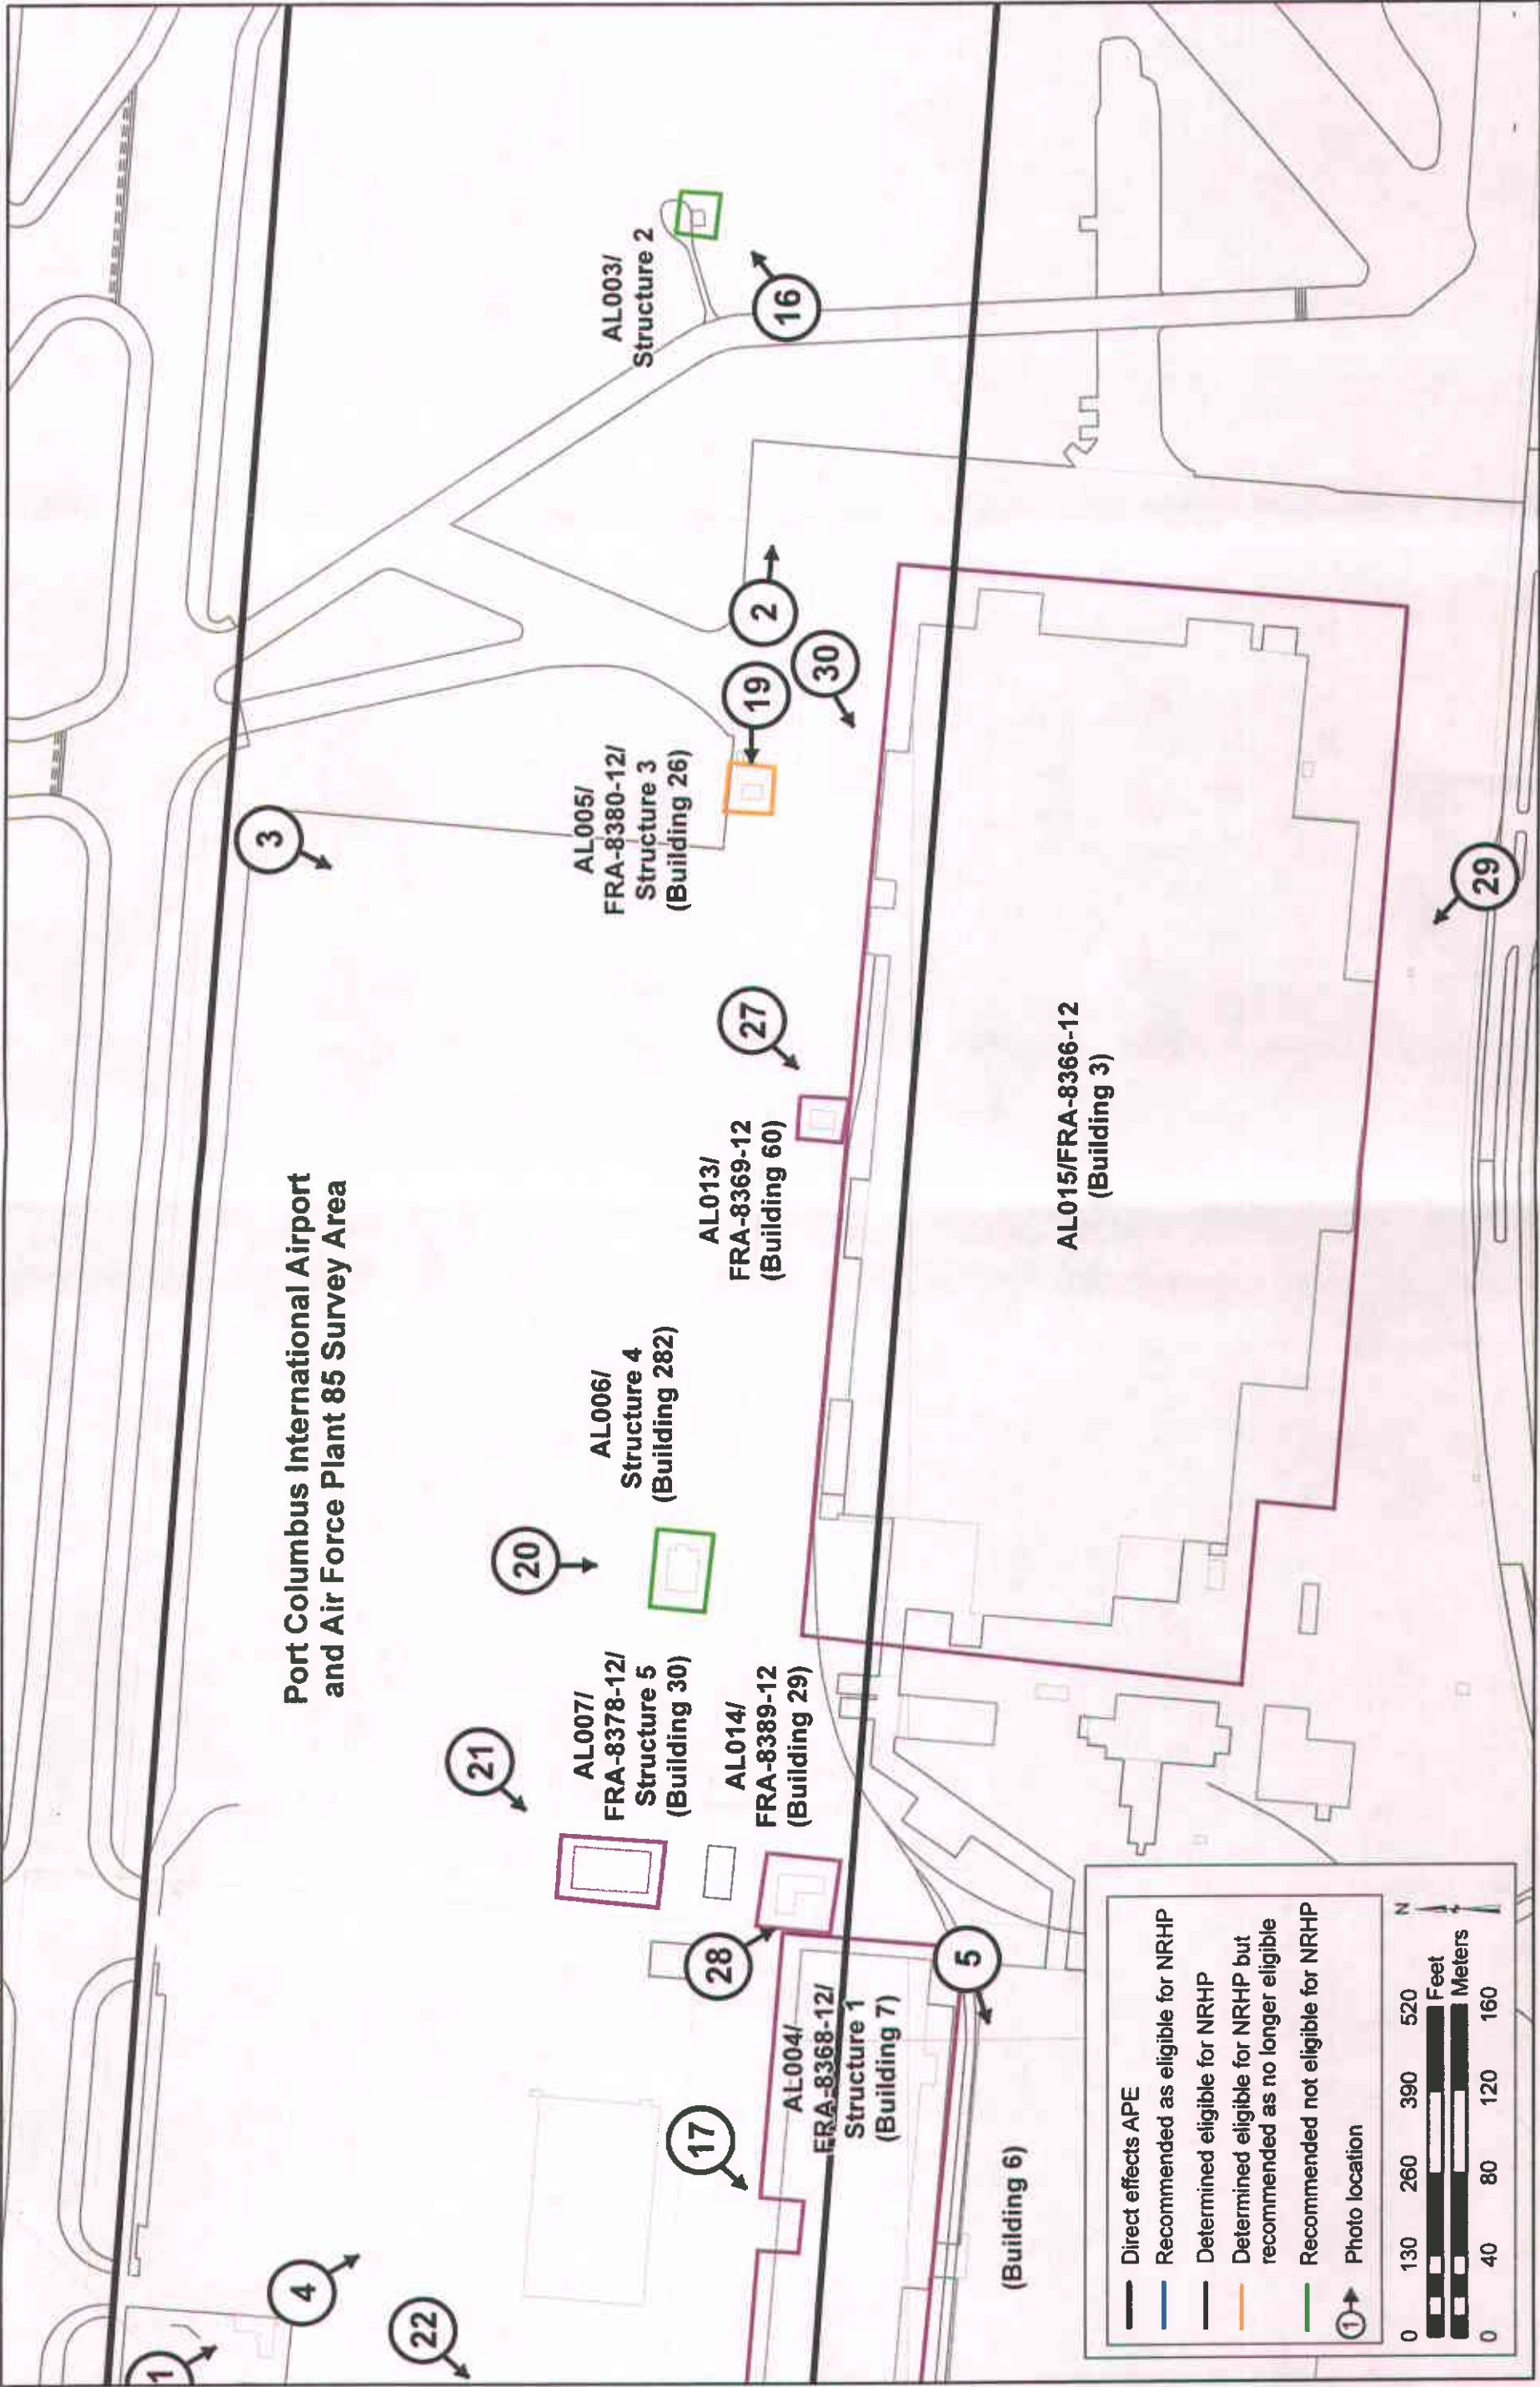 Port Columbus International Airport
and Air Force Plant 85 Survey Area
1
4
22
21
20
3
AL007/
FRA-8378-12/
Structure 5
(Building 30)
AL006/
Structure 4
(Building 282)
AL005/
FRA-8380-12/
Structure 3
(Building 26)
AL003/
Structure 2
17
28
AL014/
FRA-8389-12
(Building 29)
AL013/
FRA-8369-12
(Building 60)
27
19
2
30
16
AL004/
FRA-8368-12/
Structure 1
(Building 7)
5
(Building 6)
AL015/FRA-8366-12
(Building 3)
29
Direct effects APE
Recommended as eligible for NRHP
Determined eligible for NRHP
Determined eligible for NRHP but
recommended as no longer eligible
Recommended not eligible for NRHP
1 Photo location
0 130 260 390 520
Feet
Meters
0 40 80 120 160
N